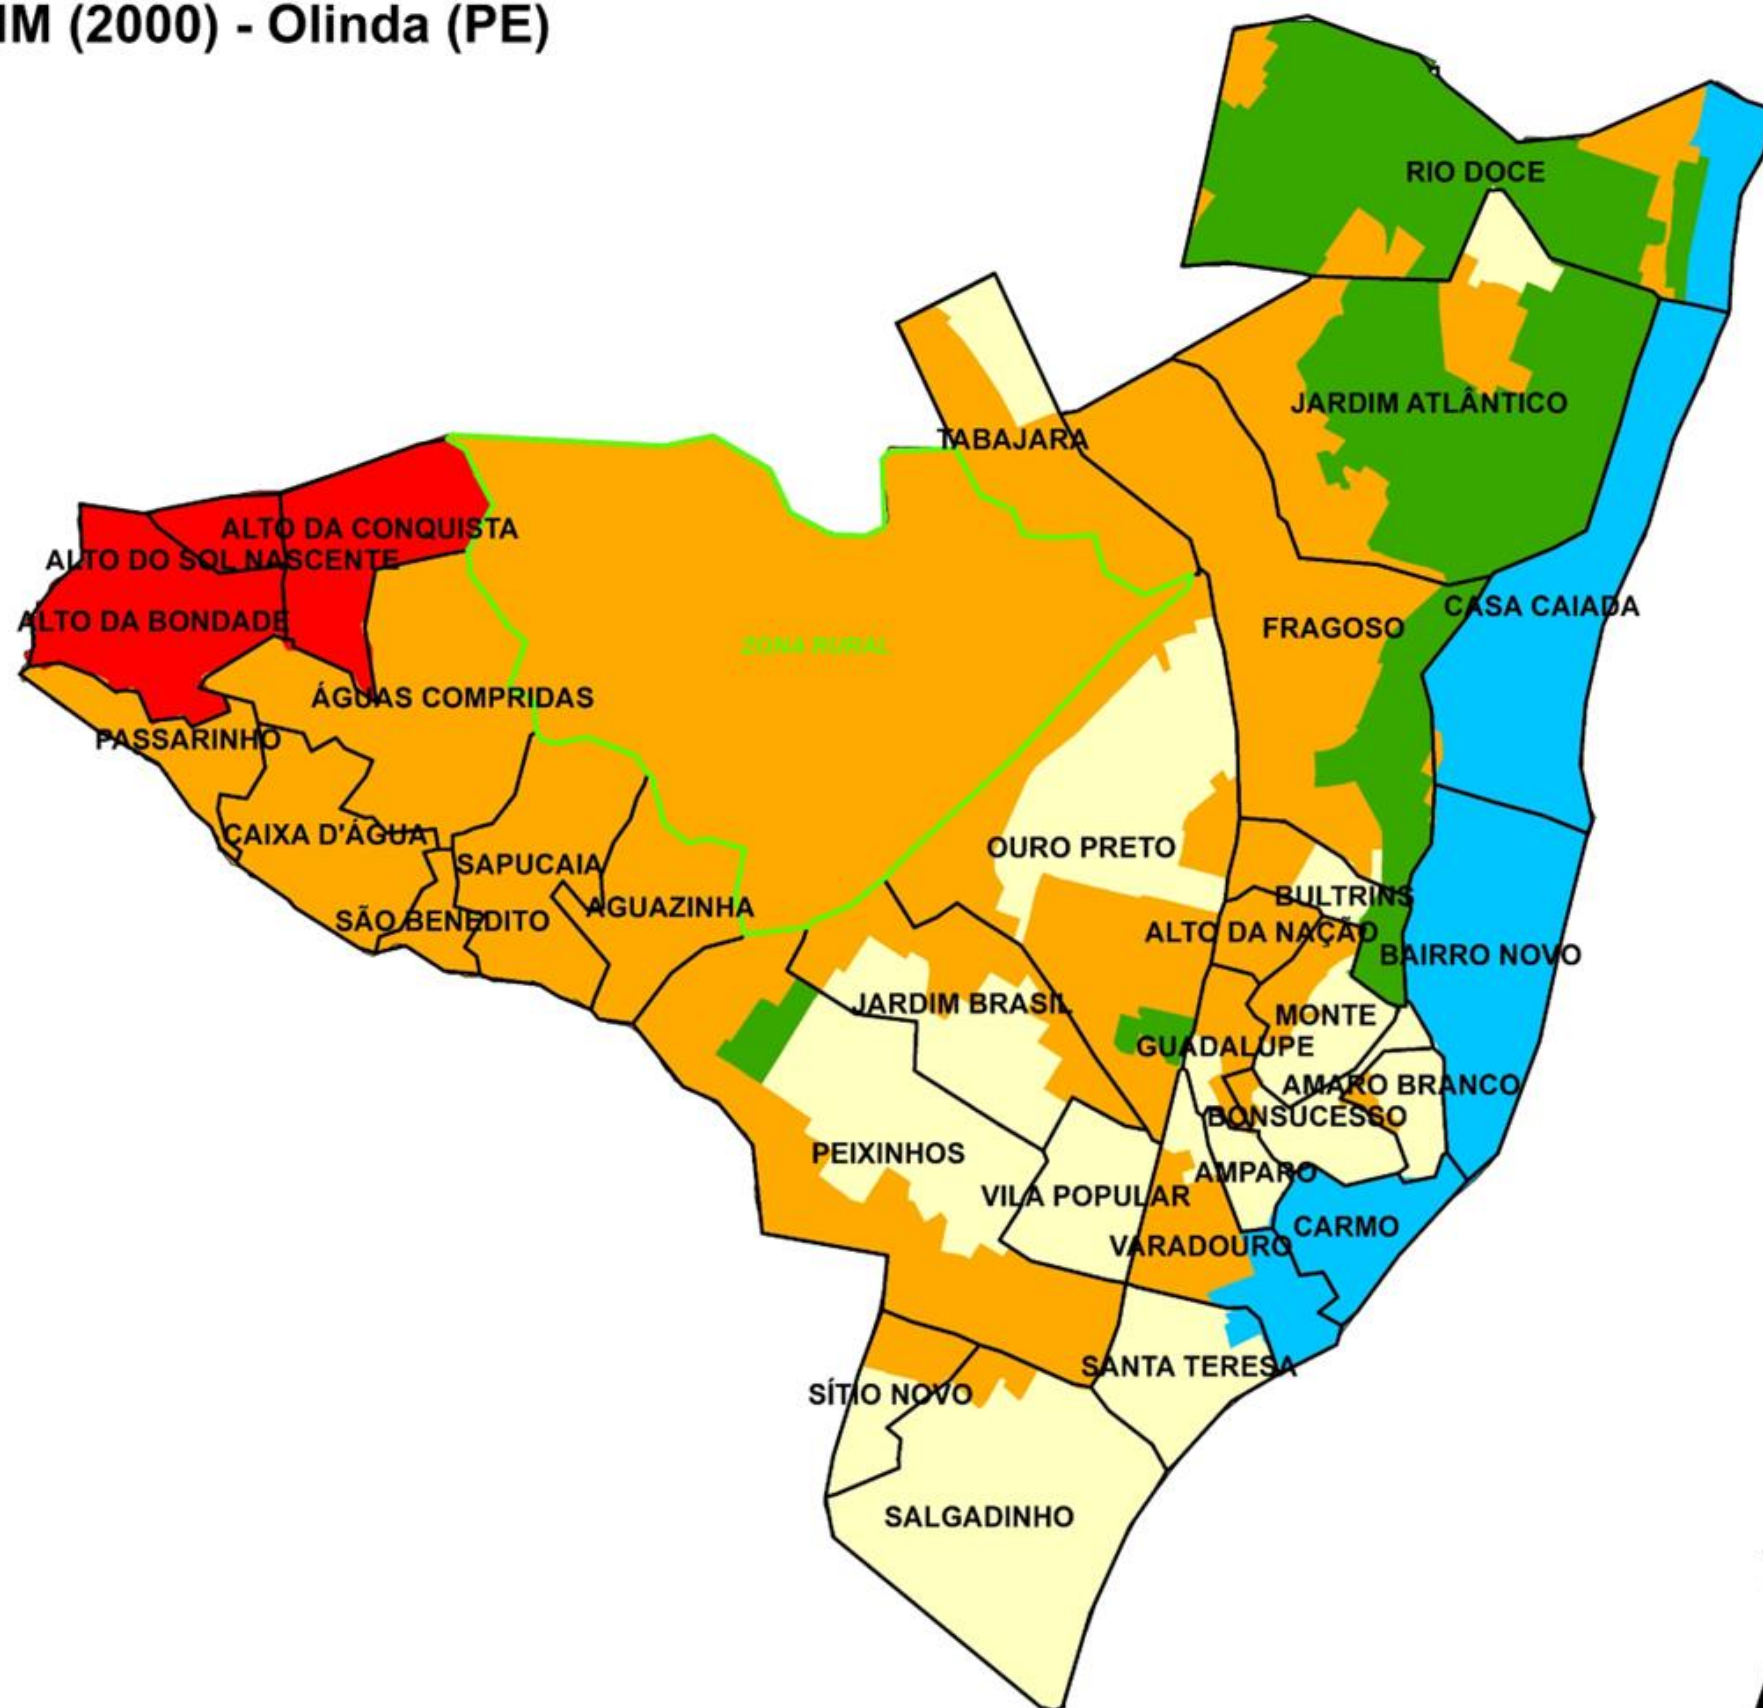 IM (2000) - Olinda (PE)
RIO DOCE
JARDIM ATLÂNTICO
TABAJARA
ALTO DA CONQUISTA
ALTO DO SOL NASCENTE
CASA CAIADA
ALTO DA BONDADE
FRAGOSO
ZONA RURAL
ÁGUAS COMPRIDAS
PASSARINHO
CAIXA D'ÁGUA
OURO PRETO
SAPUCAIA
BULTRINS
AGUAZINHA
SÃO BENEDITO
ALTO DA NAÇÃO
BAIRRO NOVO
JARDIM BRASIL
MONTE
GUADALUPE
AMARO BRANCO
BONSUCESSO
PEIXINHOS
AMPARO
VILA POPULAR
CARMO
VARADOURO
SANTA TERESA
SÍTIO NOVO
SALGADINHO